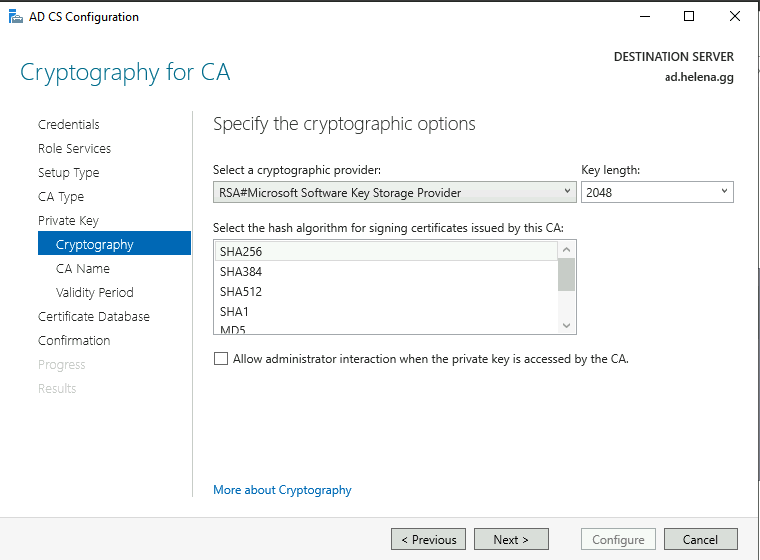 AD CS Configuration
Cryptography for CA
DESTINATION SERVER
ad.helena.gg
Credentials
Role Services
Setup Type
CA Type
Private Key
Cryptography
CA Name
Validity Period
Certificate Database
Confirmation
Progress
Results
Specify the cryptographic options
Select a cryptographic provider:
Key length:
RSA#Microsoft Software Key Storage Provider
2048
Select the hash algorithm for signing certificates issued by this CA:
SHA256
SHA384
SHA512
SHA1
MD5
Allow administrator interaction when the private key is accessed by the CA.
More about Cryptography
< Previous
Next >
Configure
Cancel